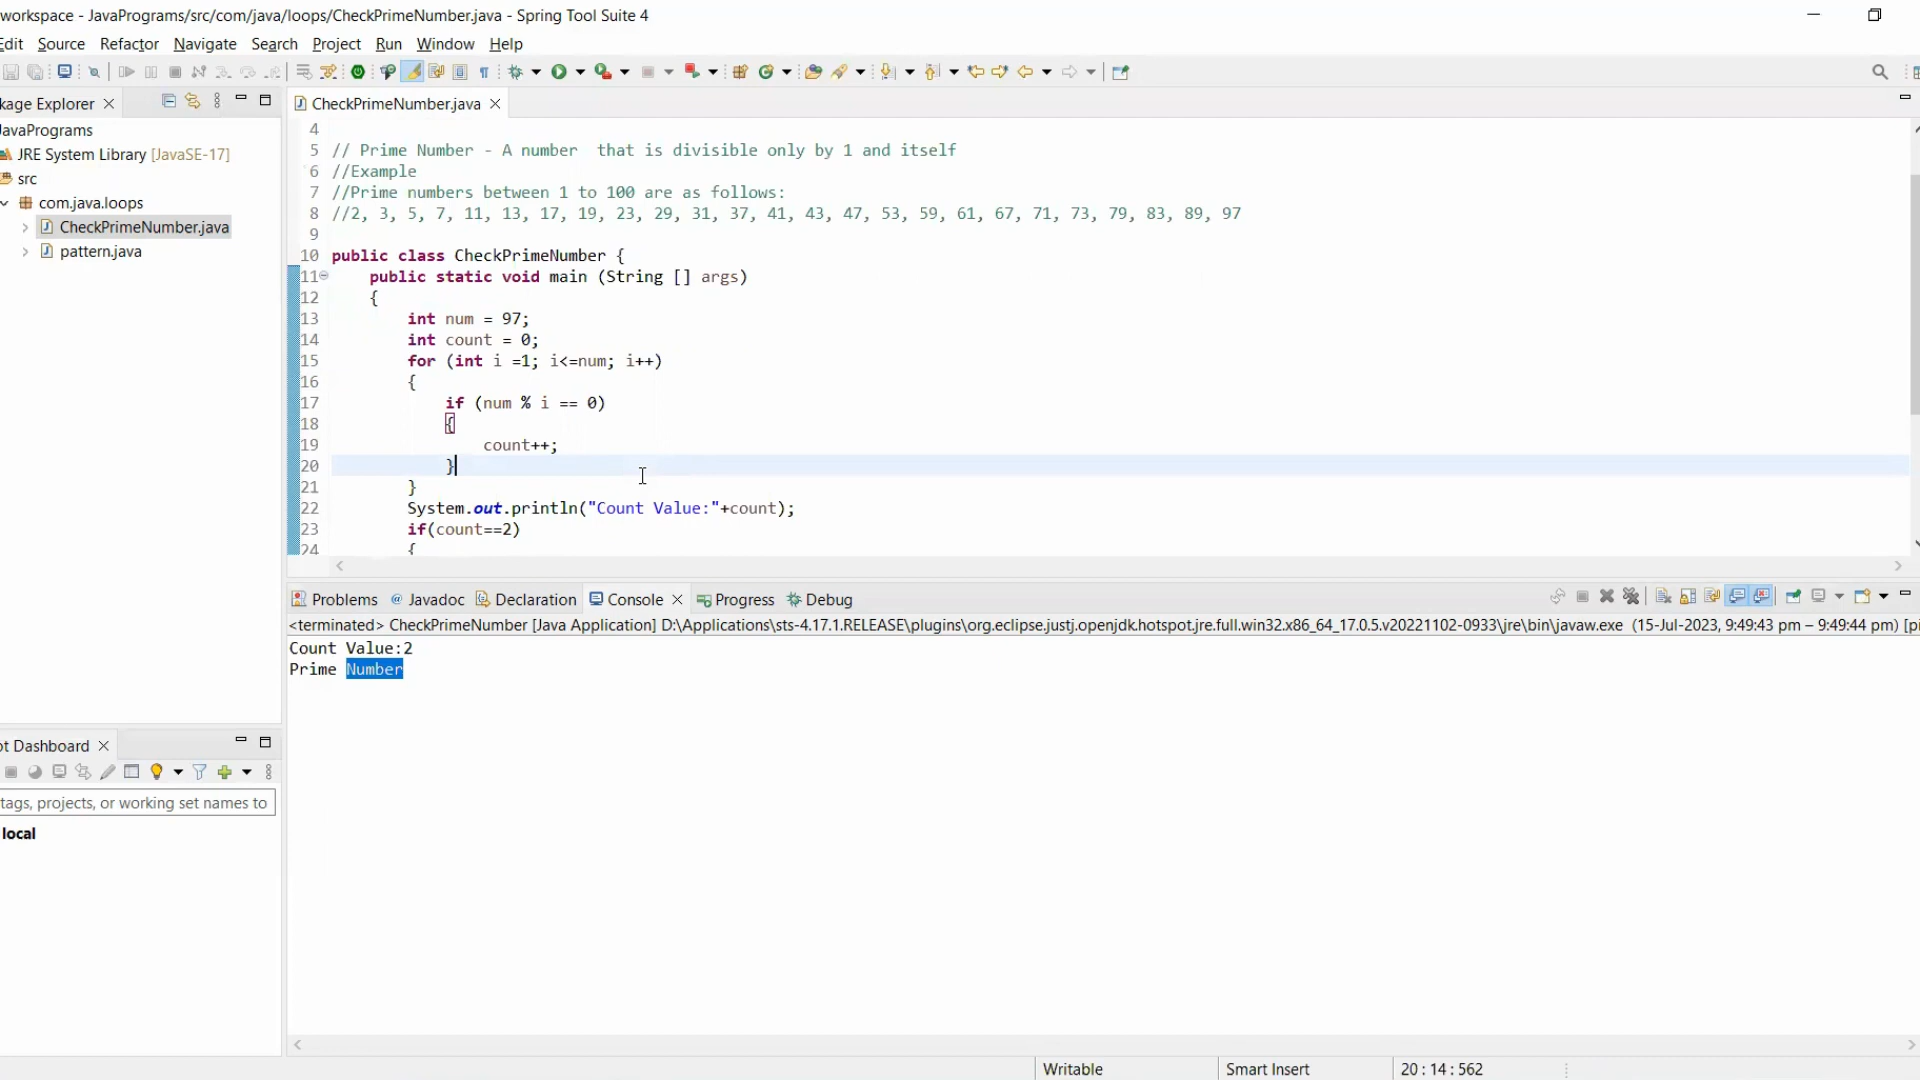 workspace - JavaPrograms/src/com/java/loops/CheckPrimeNumber.java - Spring Tool Suite 4
Edit Source Refactor Navigate Search Project Run Window Help
kage Explorer
CheckPrimeNumber.java
JavaPrograms
JRE System Library [JavaSE-17]
src
com.java.loops
CheckPrimeNumber.java
pattern.java
4
5 // Prime Number - A number  that is divisible only by 1 and itself
6 //Example
7 //Prime numbers between 1 to 100 are as follows:
8 //2, 3, 5, 7, 11, 13, 17, 19, 23, 29, 31, 37, 41, 43, 47, 53, 59, 61, 67, 71, 73, 79, 83, 89, 97
9
10 public class CheckPrimeNumber {
11 public static void main (String [] args)
12 {
13 int num = 97;
14 int count = 0;
15 for (int i =1; i<=num; i++)
16 {
17 if (num % i == 0)
18 {
19 count++;
20 }
21 }
22 System.out.println("Count Value:"+count);
23 if(count==2)
24 {
Problems @ Javadoc Declaration Console Progress Debug
<terminated> CheckPrimeNumber [Java Application] D:\Applications\sts-4.17.1.RELEASE\plugins\org.eclipse.justj.openjdk.hotspot.jre.full.win32.x86_64_17.0.5.v20221102-0933\jre\bin\javaw.exe (15-Jul-2023, 9:49:43 pm – 9:49:44 pm) [pi
Count Value:2
Prime Number
ot Dashboard
tags, projects, or working set names to
local
Writable Smart Insert 20 : 14 : 562